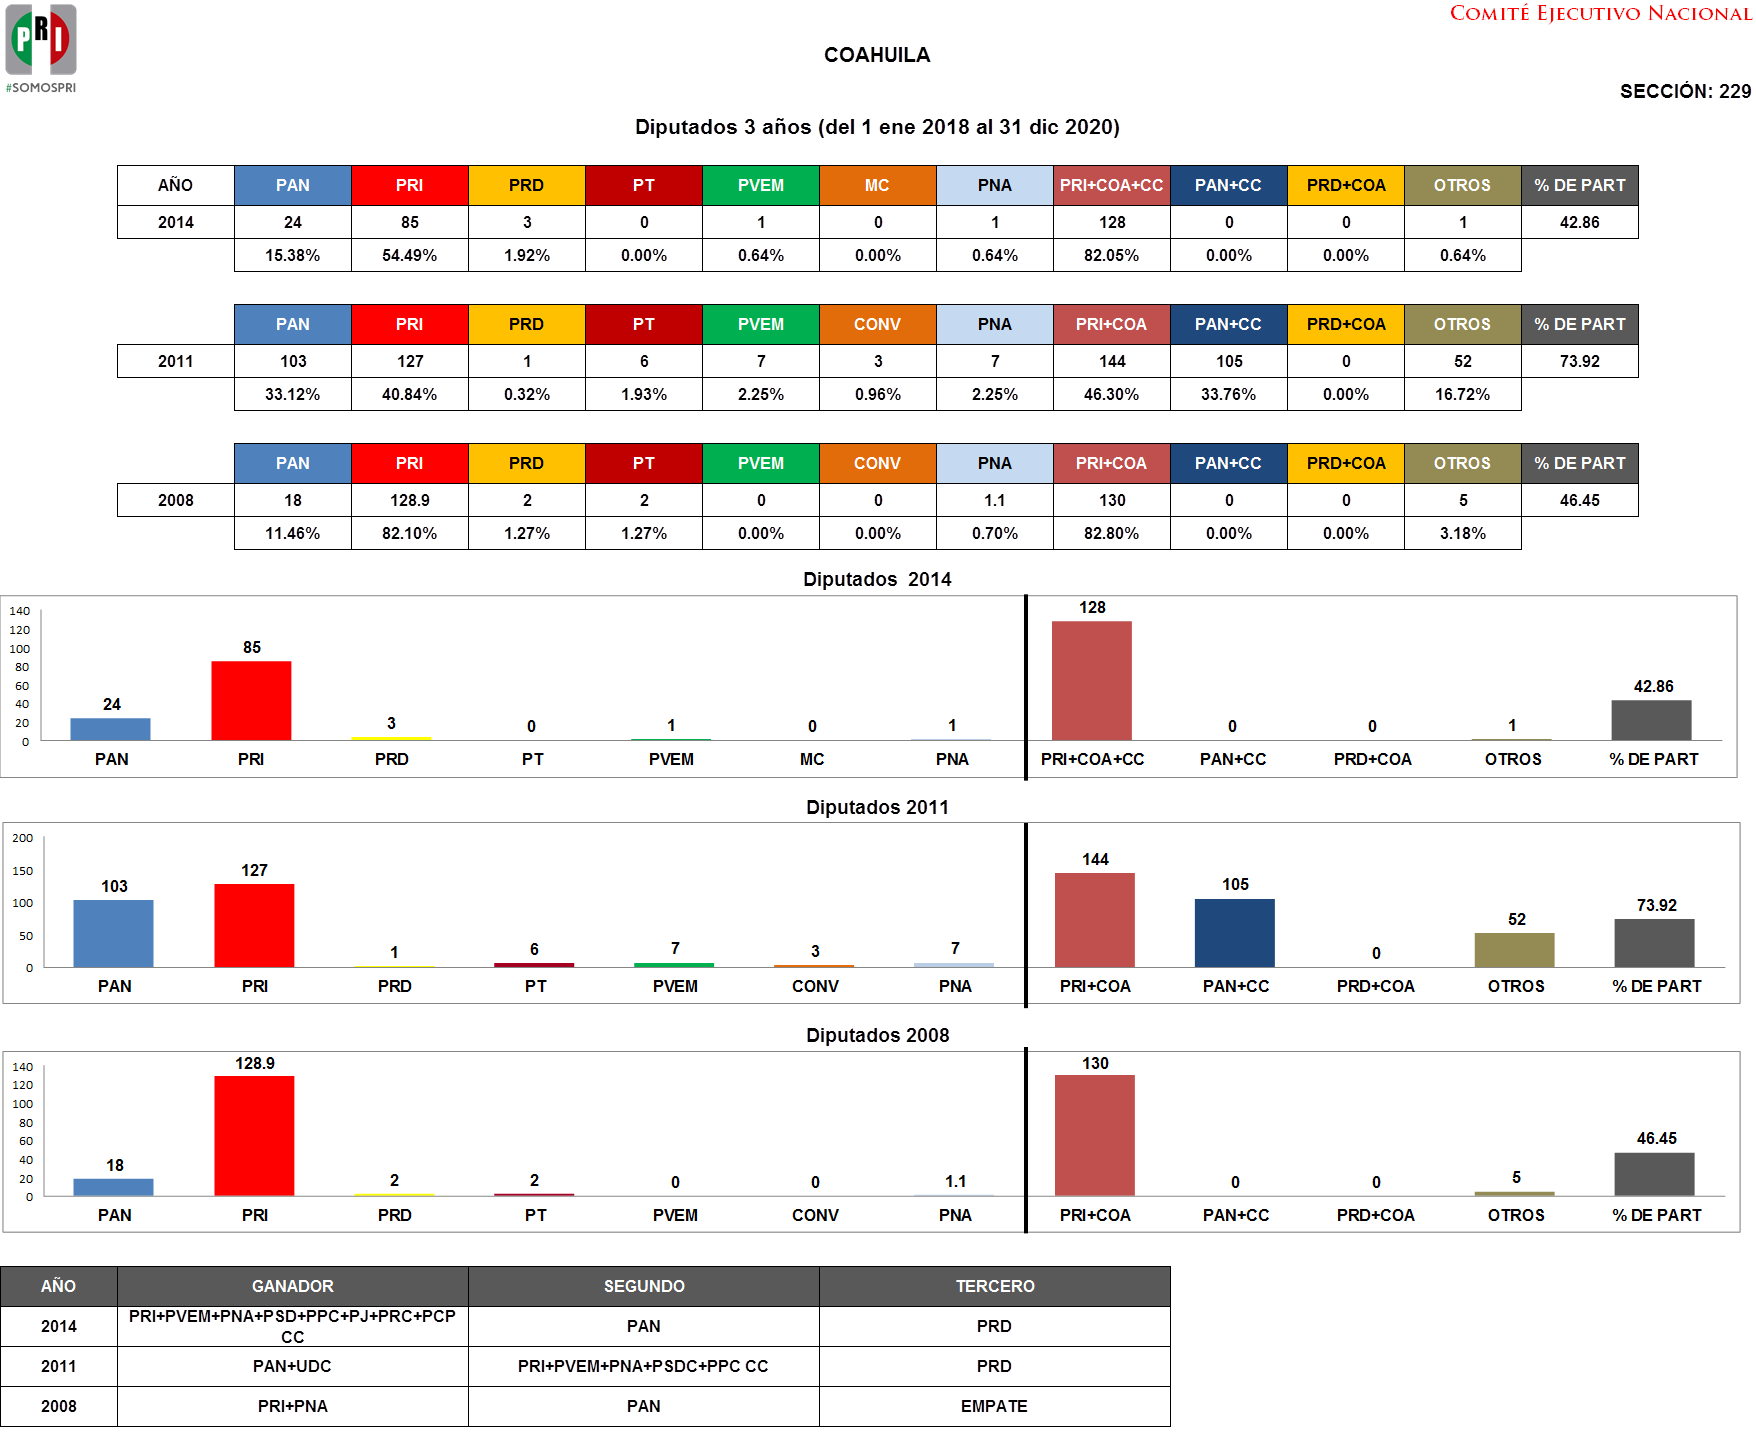 PRI
#SOMOSPRI
COMITÉ EJECUTIVO NACIONAL
COAHUILA
SECCIÓN: 229
Diputados 3 años (del 1 ene 2018 al 31 dic 2020)
AÑO PAN PRI PRD PT PVEM MC PNA PRI+COA+CC PAN+CC PRD+COA OTROS % DE PART
2014 24 85 3 0 1 0 1 128 0 0 1 42.86
15.38% 54.49% 1.92% 0.00% 0.64% 0.00% 0.64% 82.05% 0.00% 0.00% 0.64%
PAN PRI PRD PT PVEM CONV PNA PRI+COA PAN+CC PRD+COA OTROS % DE PART
2011 103 127 1 6 7 3 7 144 105 0 52 73.92
33.12% 40.84% 0.32% 1.93% 2.25% 0.96% 2.25% 46.30% 33.76% 0.00% 16.72%
PAN PRI PRD PT PVEM CONV PNA PRI+COA PAN+CC PRD+COA OTROS % DE PART
2008 18 128.9 2 2 0 0 1.1 130 0 0 5 46.45
11.46% 82.10% 1.27% 1.27% 0.00% 0.00% 0.70% 82.80% 0.00% 0.00% 3.18%
Diputados 2014
140
120
100
80
60
40
20
0
24 85 3 0 1 0 1 128 0 0 1 42.86
PAN PRI PRD PT PVEM MC PNA PRI+COA+CC PAN+CC PRD+COA OTROS % DE PART
Diputados 2011
200
150
100
50
0
103 127 1 6 7 3 7 144 105 0 52 73.92
PAN PRI PRD PT PVEM CONV PNA PRI+COA PAN+CC PRD+COA OTROS % DE PART
Diputados 2008
140
120
100
80
60
40
20
0
18 128.9 2 2 0 0 1.1 130 0 0 5 46.45
PAN PRI PRD PT PVEM CONV PNA PRI+COA PAN+CC PRD+COA OTROS % DE PART
AÑO GANADOR SEGUNDO TERCERO
2014 PRI+PVEM+PNA+PSD+PPC+PJ+PRC+PCP CC PAN PRD
2011 PAN+UDC PRI+PVEM+PNA+PSDC+PPC CC PRD
2008 PRI+PNA PAN EMPATE